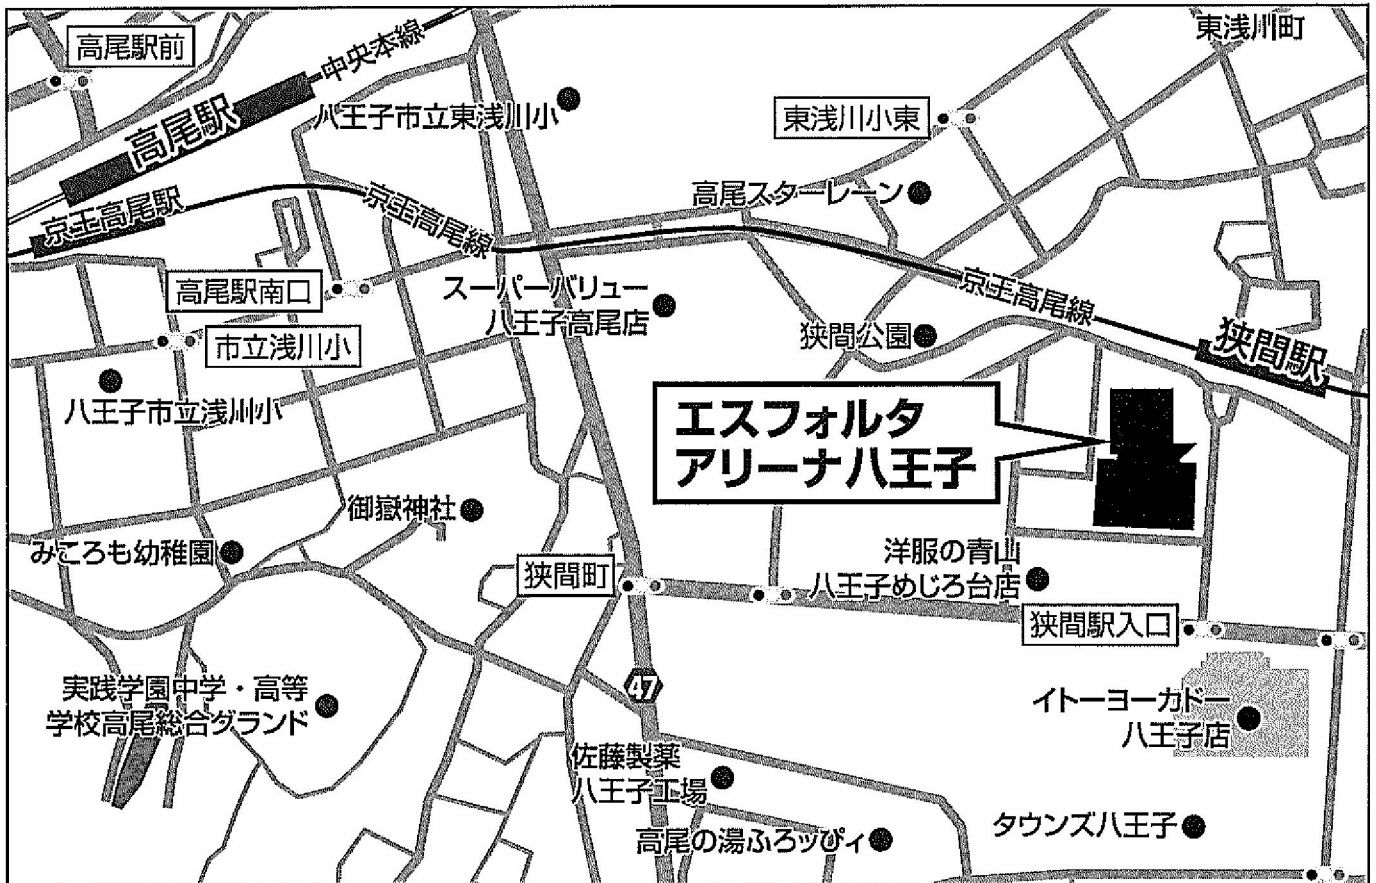 東浅川町
高尾駅前
中央本線
高尾駅
八王子市立東浅川小
東浅川小東
高尾スターレーン
京王高尾駅
京王高尾線
高尾駅南口
スーパーバリュー
八王子高尾店
京王高尾線
狭間公園
狭間駅
市立浅川小
八王子市立浅川小
エスフォルタ
アリーナ八王子
御嶽神社
みころも幼稚園
狭間町
洋服の青山
八王子めじろ台店
狭間駅入口
47
実践学園中学・高等
学校高尾総合グランド
イトーヨーカドー
八王子店
佐藤製薬
八王子工場
高尾の湯ふろッぴィ
タウンズ八王子